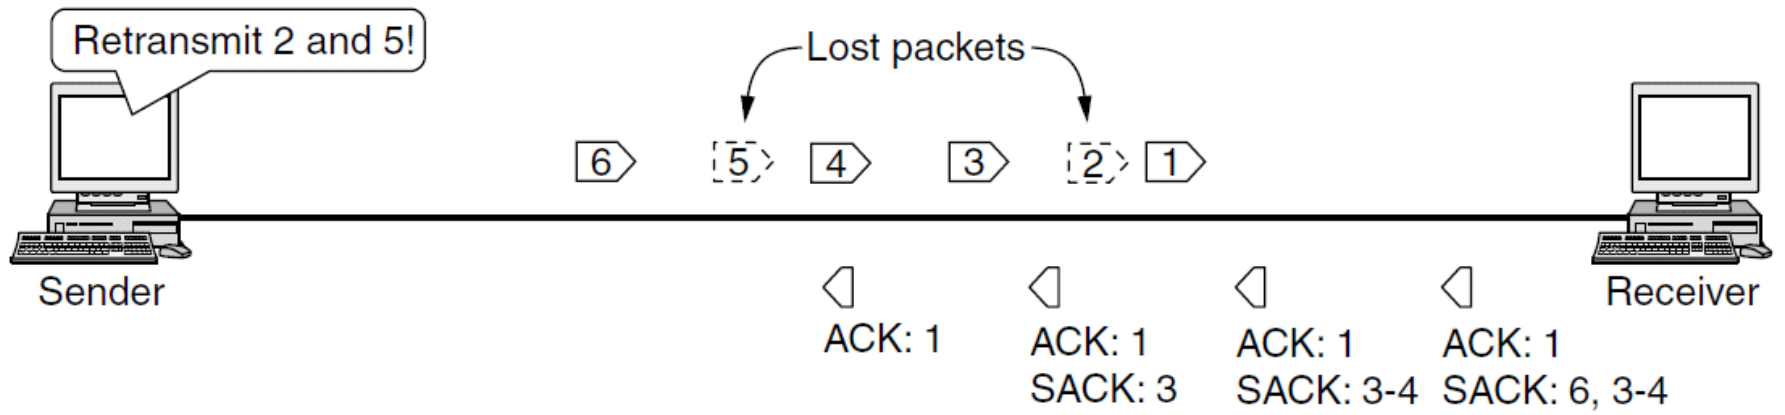 Retransmit 2 and 5!
Lost packets
6 5 4 3 2 1
Sender
Receiver
ACK: 1
ACK: 1
SACK: 3
ACK: 1
SACK: 3-4
ACK: 1
SACK: 6, 3-4